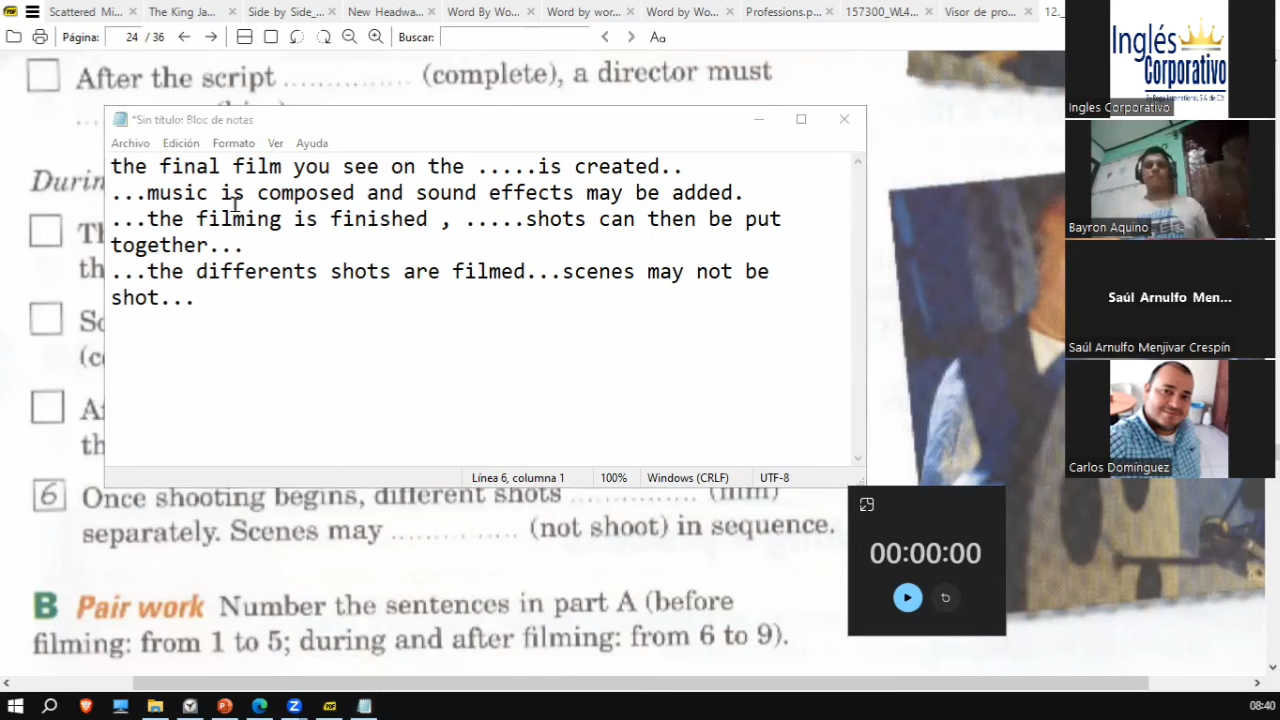 Scattered Mi...
The King Ja...
Side by Side_...
New Headwa...
Word By Wo...
Word by wor...
Word by Wo...
Professions.p...
157300_WL4...
Visor de pro...
12._
Página:
24 / 36
Buscar:
Aa
After the script ............... (complete), a director must
*Sin título: Bloc de notas
Archivo Edición Formato Ver Ayuda
the final film you see on the .....is created..
...music is composed and sound effects may be added.
...the filming is finished , .....shots can then be put
together...
...the differents shots are filmed...scenes may not be
shot...
Línea 6, columna 1 100% Windows (CRLF) UTF-8
Durin
Th
th
So
(c
A
th
6 Once shooting begins, different shots ............... (film)
separately. Scenes may ............... (not shoot) in sequence.
B Pair work Number the sentences in part A (before
filming: from 1 to 5; during and after filming: from 6 to 9).
00:00:00
Inglés
Corporativo
Ingles Corporativo
Bayron Aquino
Saúl Arnulfo Men...
Saúl Arnulfo Menjivar Crespín
Carlos Domínguez
08:40